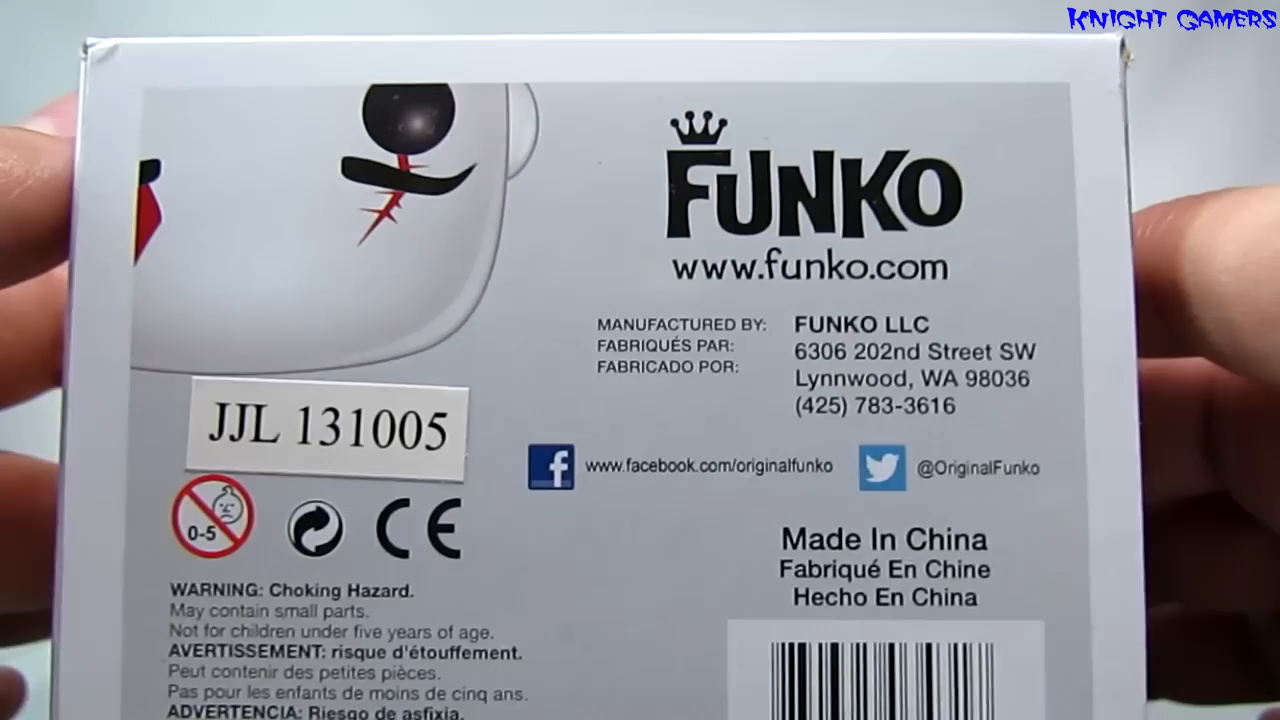 KNIGHT GAMERS
FUNKO
www.funko.com
MANUFACTURED BY:
FABRIQUÉS PAR:
FABRICADO POR:
FUNKO LLC
6306 202nd Street SW
Lynnwood, WA 98036
(425) 783-3616
JJL 131005
f www.facebook.com/originalfunko
@OriginalFunko
0-5
CE
Made In China
Fabriqué En Chine
Hecho En China
WARNING: Choking Hazard.
May contain small parts.
Not for children under five years of age.
AVERTISSEMENT: risque d'étouffement.
Peut contenir des petites pièces.
Pas pour les enfants de moins de cinq ans.
ADVERTENCIA: Riesgo de asfixia.